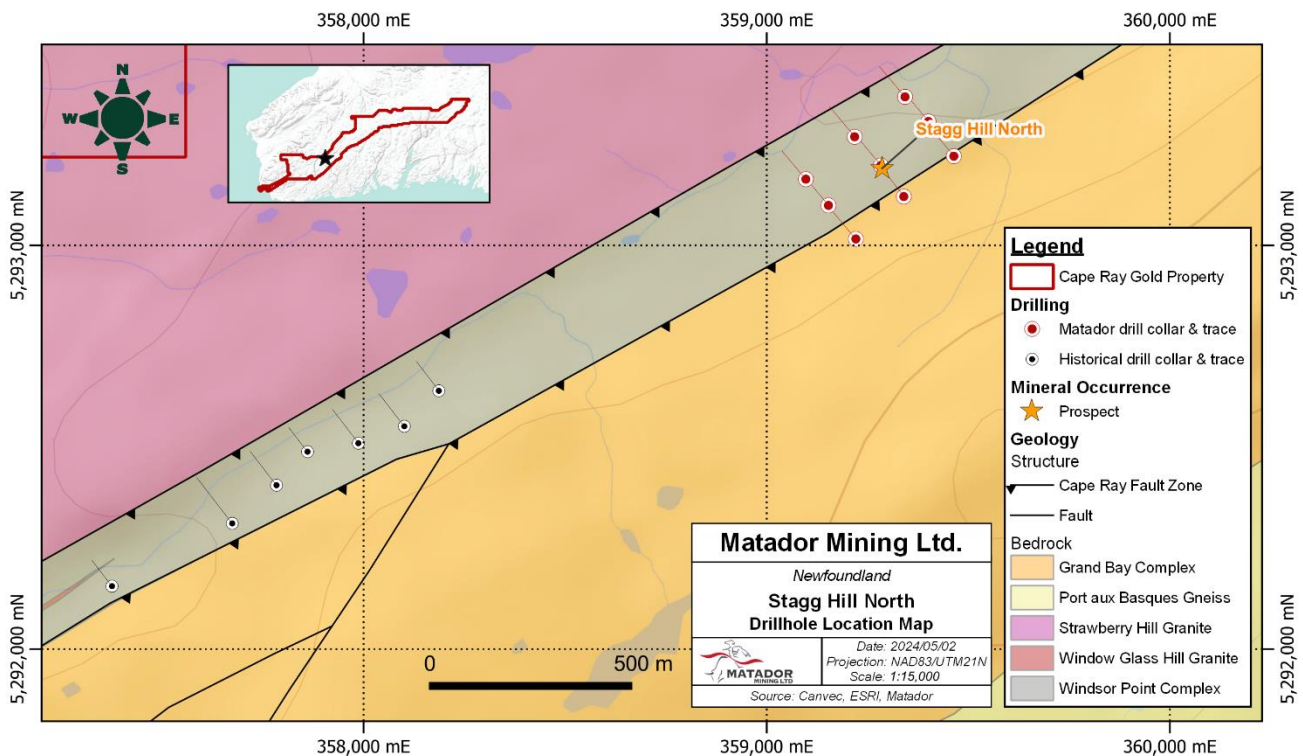 358,000 mE
359,000 mE
360,000 mE
N
W
E
S
Stagg Hill North
5,293,000 mN
5,293,000 mN
Legend
Cape Ray Gold Property
Drilling
Matador drill collar & trace
Historical drill collar & trace
Mineral Occurrence
Prospect
Geology
Structure
Cape Ray Fault Zone
Fault
Bedrock
Grand Bay Complex
Port aux Basques Gneiss
Strawberry Hill Granite
Window Glass Hill Granite
Windsor Point Complex
Matador Mining Ltd.
Newfoundland
Stagg Hill North
Drillhole Location Map
MATADOR
MINING LTD
Date: 2024/05/02
Projection: NAD83/UTM21N
Scale: 1:15,000
Source: Canvec, ESRI, Matador
0
500 m
5,292,000 mN
5,292,000 mN
358,000 mE
359,000 mE
360,000 mE